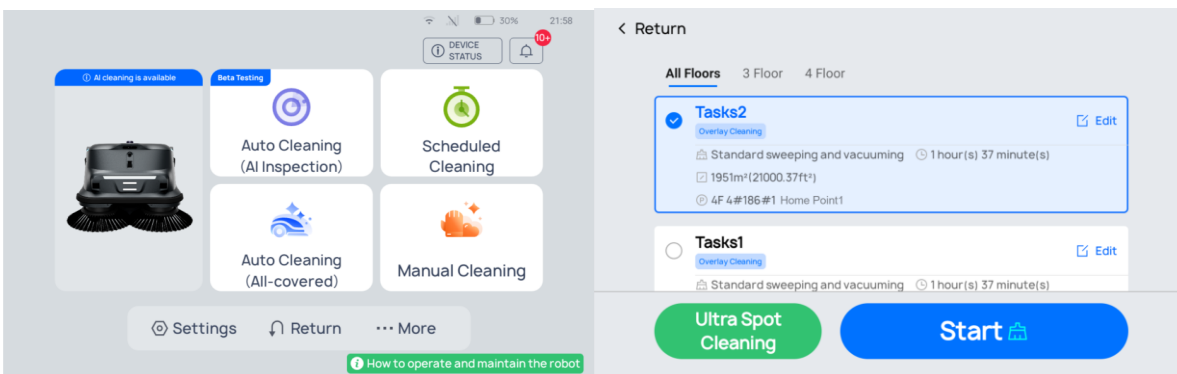 30% 21:58
DEVICE
STATUS
10+
AI cleaning is available
Beta Testing
Auto Cleaning
(AI Inspection)
Scheduled
Cleaning
Auto Cleaning
(All-covered)
Manual Cleaning
Settings
Return
More
How to operate and maintain the robot
Return
All Floors
3 Floor
4 Floor
Tasks2
Overlay Cleaning
Edit
Standard sweeping and vacuuming 1 hour(s) 37 minute(s)
1951m²(21000.37ft²)
4F 4#186#1 Home Point1
Tasks1
Overlay Cleaning
Edit
Standard sweeping and vacuuming 1 hour(s) 37 minute(s)
Ultra Spot
Cleaning
Start